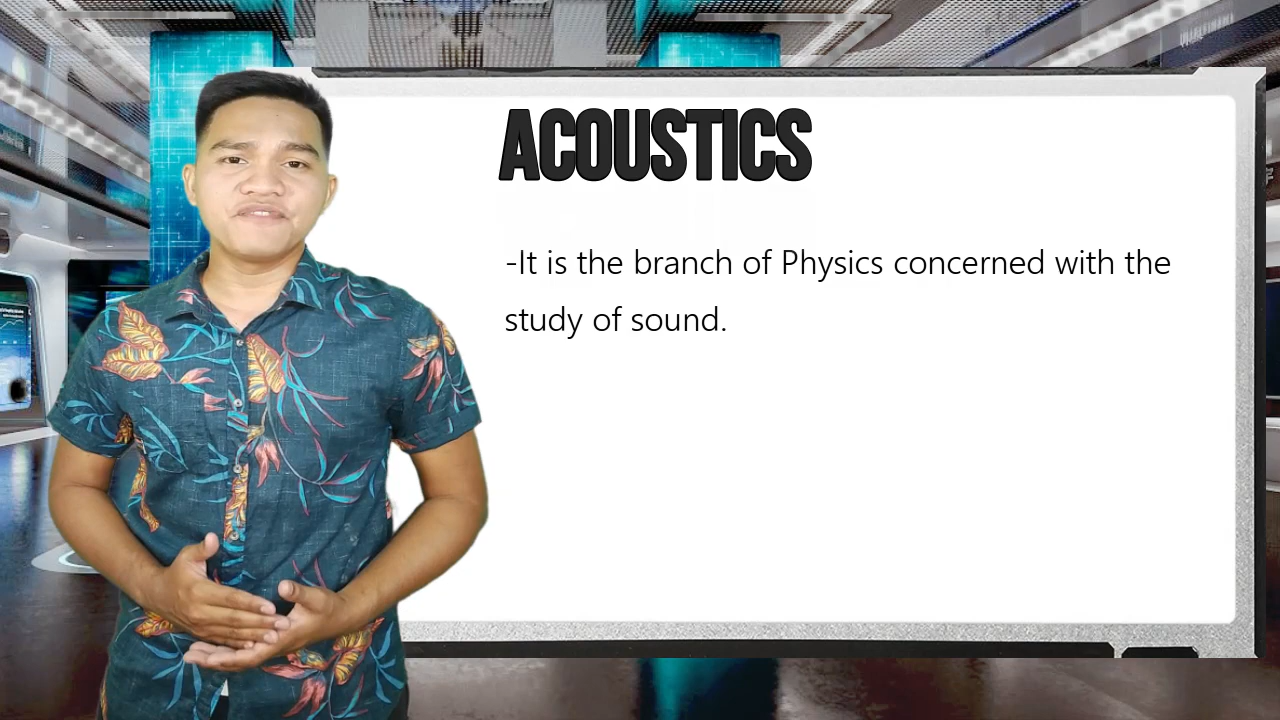 ACOUSTICS
-It is the branch of Physics concerned with the
study of sound.